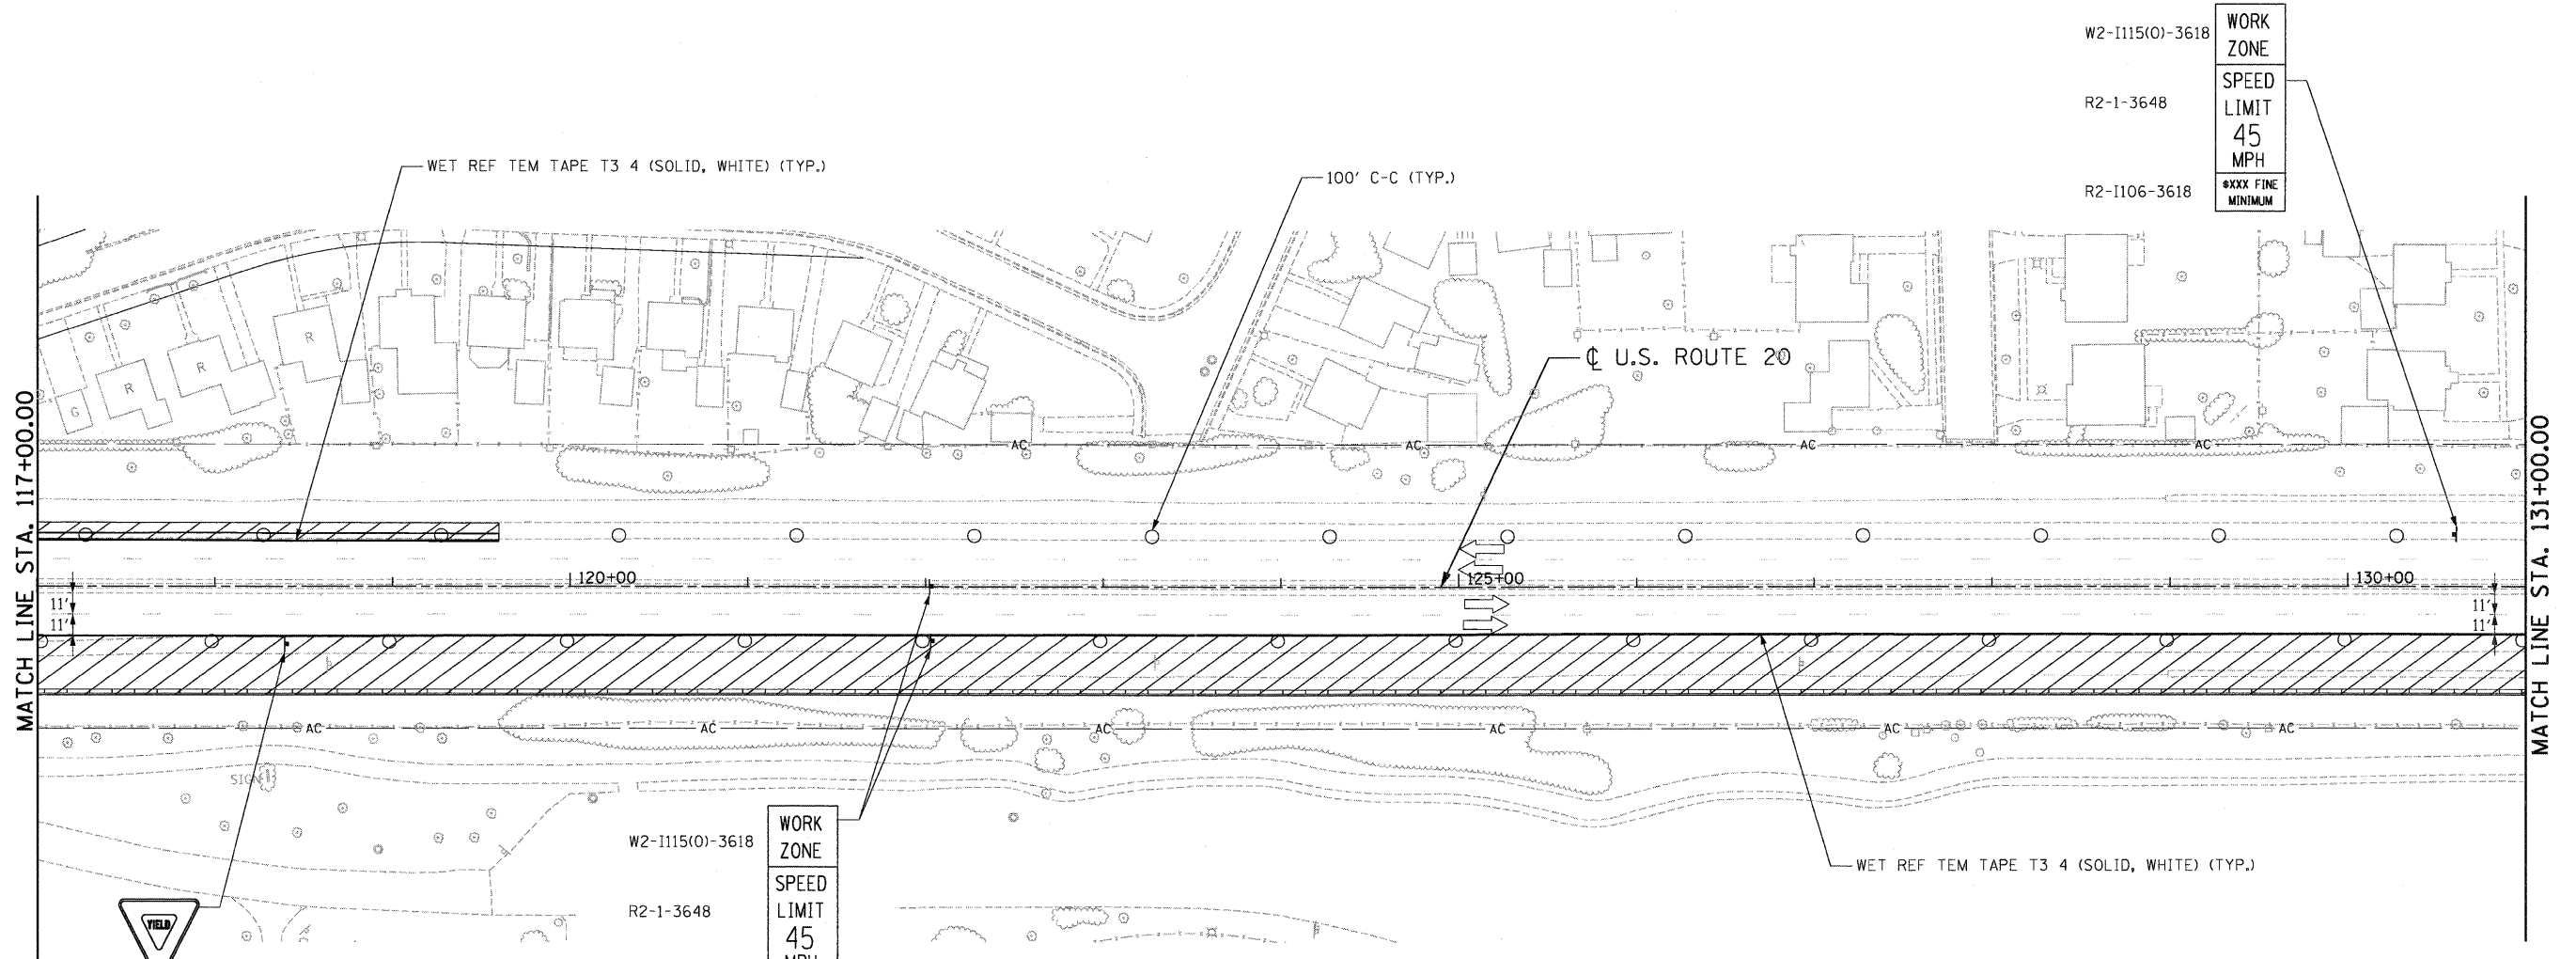 W2-I115(O)-3618
WORK
ZONE
R2-1-3648
SPEED
LIMIT
45
MPH
R2-I106-3618
$XXX FINE
MINIMUM
WET REF TEM TAPE T3 4 (SOLID, WHITE) (TYP.)
100' C-C (TYP.)
℄ U.S. ROUTE 20
R
R
R
G
AC
AC
AC
AC
MATCH LINE STA. 117+00.00
MATCH LINE STA. 131+00.00
120+00
125+00
130+00
11'
11'
11'
11'
AC
AC
AC
AC
AC
AC
SIGN
W2-I115(O)-3618
WORK
ZONE
R2-1-3648
SPEED
LIMIT
45
MPH
WET REF TEM TAPE T3 4 (SOLID, WHITE) (TYP.)
YIELD